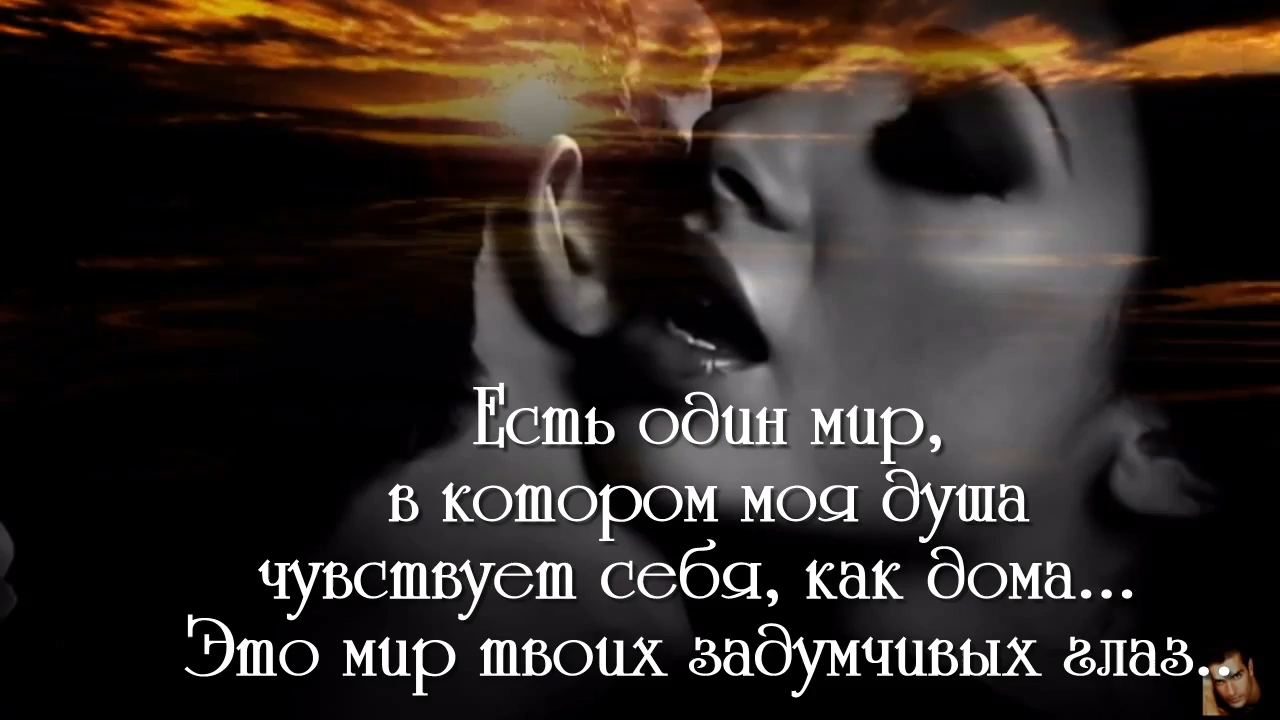 Есть один мир,
в котором моя душа
чувствует себя, как дома...
Это мир твоих задумчивых глаз..